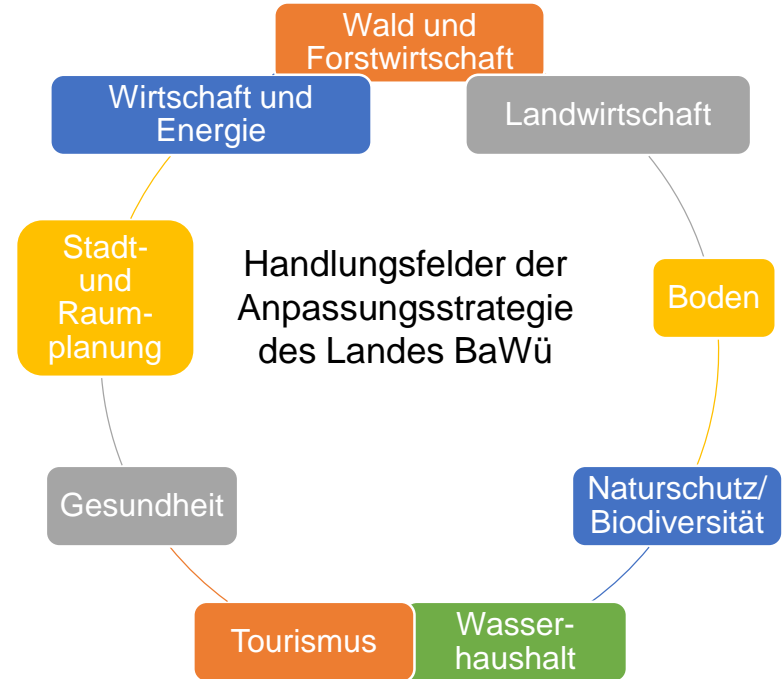 Wald und
Forstwirtschaft
Wirtschaft und
Energie
Landwirtschaft
Stadt-
und
Raum-
planung
Handlungsfelder der
Anpassungsstrategie
des Landes BaWü
Boden
Gesundheit
Naturschutz/
Biodiversität
Tourismus
Wasser-
haushalt